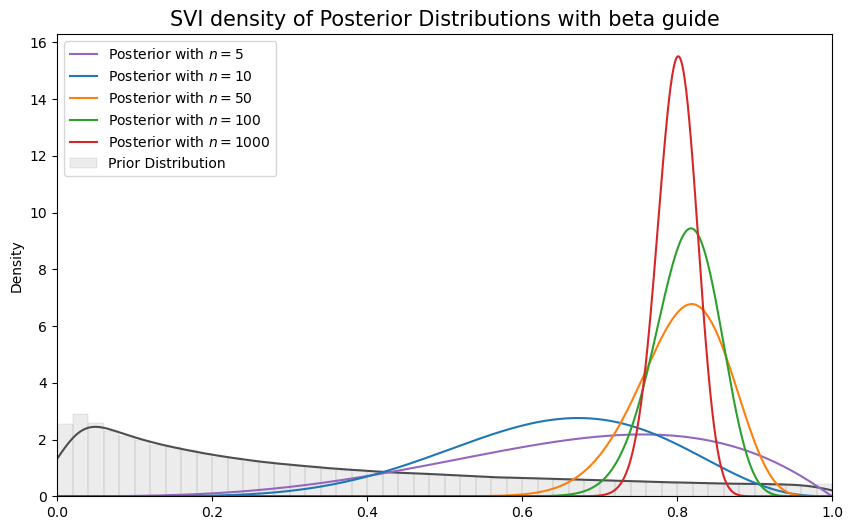 SVI density of Posterior Distributions with beta guide
16
14
12
10
8
6
4
2
0
Density
Posterior with n = 5
Posterior with n = 10
Posterior with n = 50
Posterior with n = 100
Posterior with n = 1000
Prior Distribution
0.0 0.2 0.4 0.6 0.8 1.0